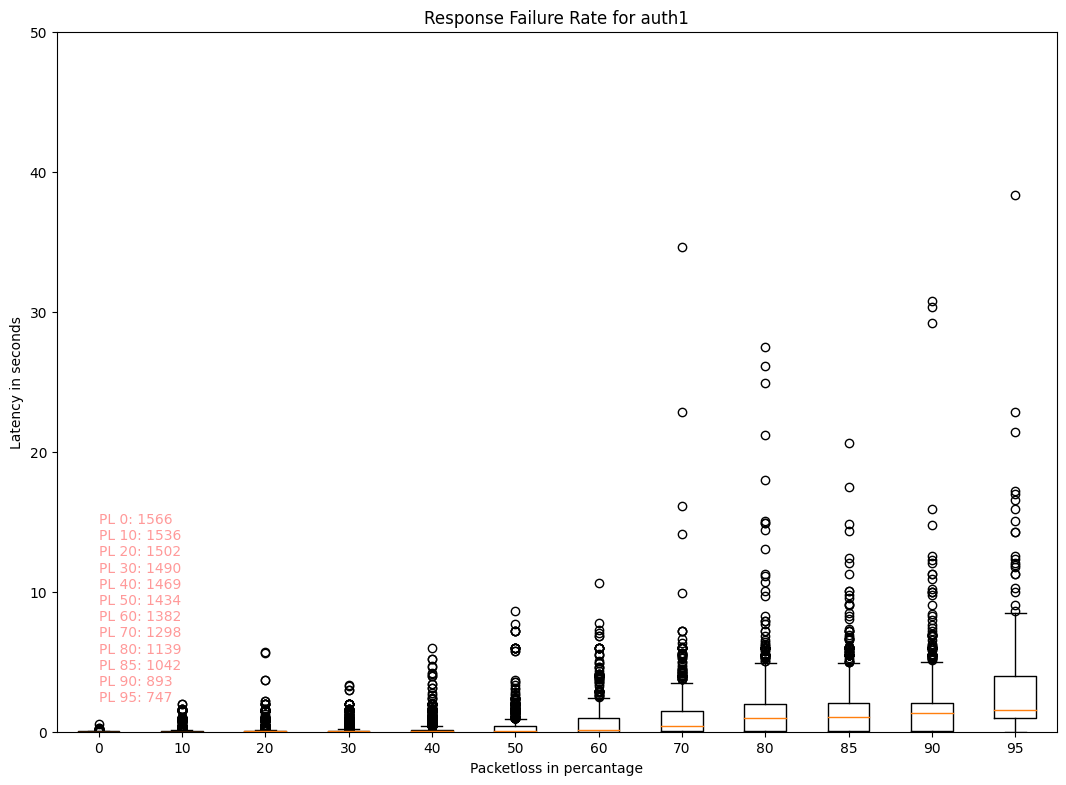 Response Failure Rate for auth1
50
40
30
20
10
0
Latency in seconds
PL 0: 1566
PL 10: 1536
PL 20: 1502
PL 30: 1490
PL 40: 1469
PL 50: 1434
PL 60: 1382
PL 70: 1298
PL 80: 1139
PL 85: 1042
PL 90: 893
PL 95: 747
0 10 20 30 40 50 60 70 80 85 90 95
Packetloss in percantage